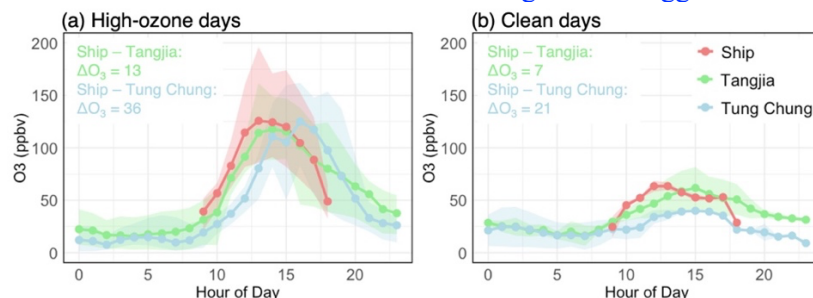 (a) High-ozone days
(b) Clean days
200
150
100
50
0
O3 (ppbv)
Ship – Tangjia:
ΔO₃ = 13
Ship – Tung Chung:
ΔO₃ = 36
0 5 10 15 20
Hour of Day
200
150
100
50
0
O3 (ppbv)
Ship – Tangjia:
ΔO₃ = 7
Ship – Tung Chung:
ΔO₃ = 21
Ship
Tangjia
Tung Chung
0 5 10 15 20
Hour of Day